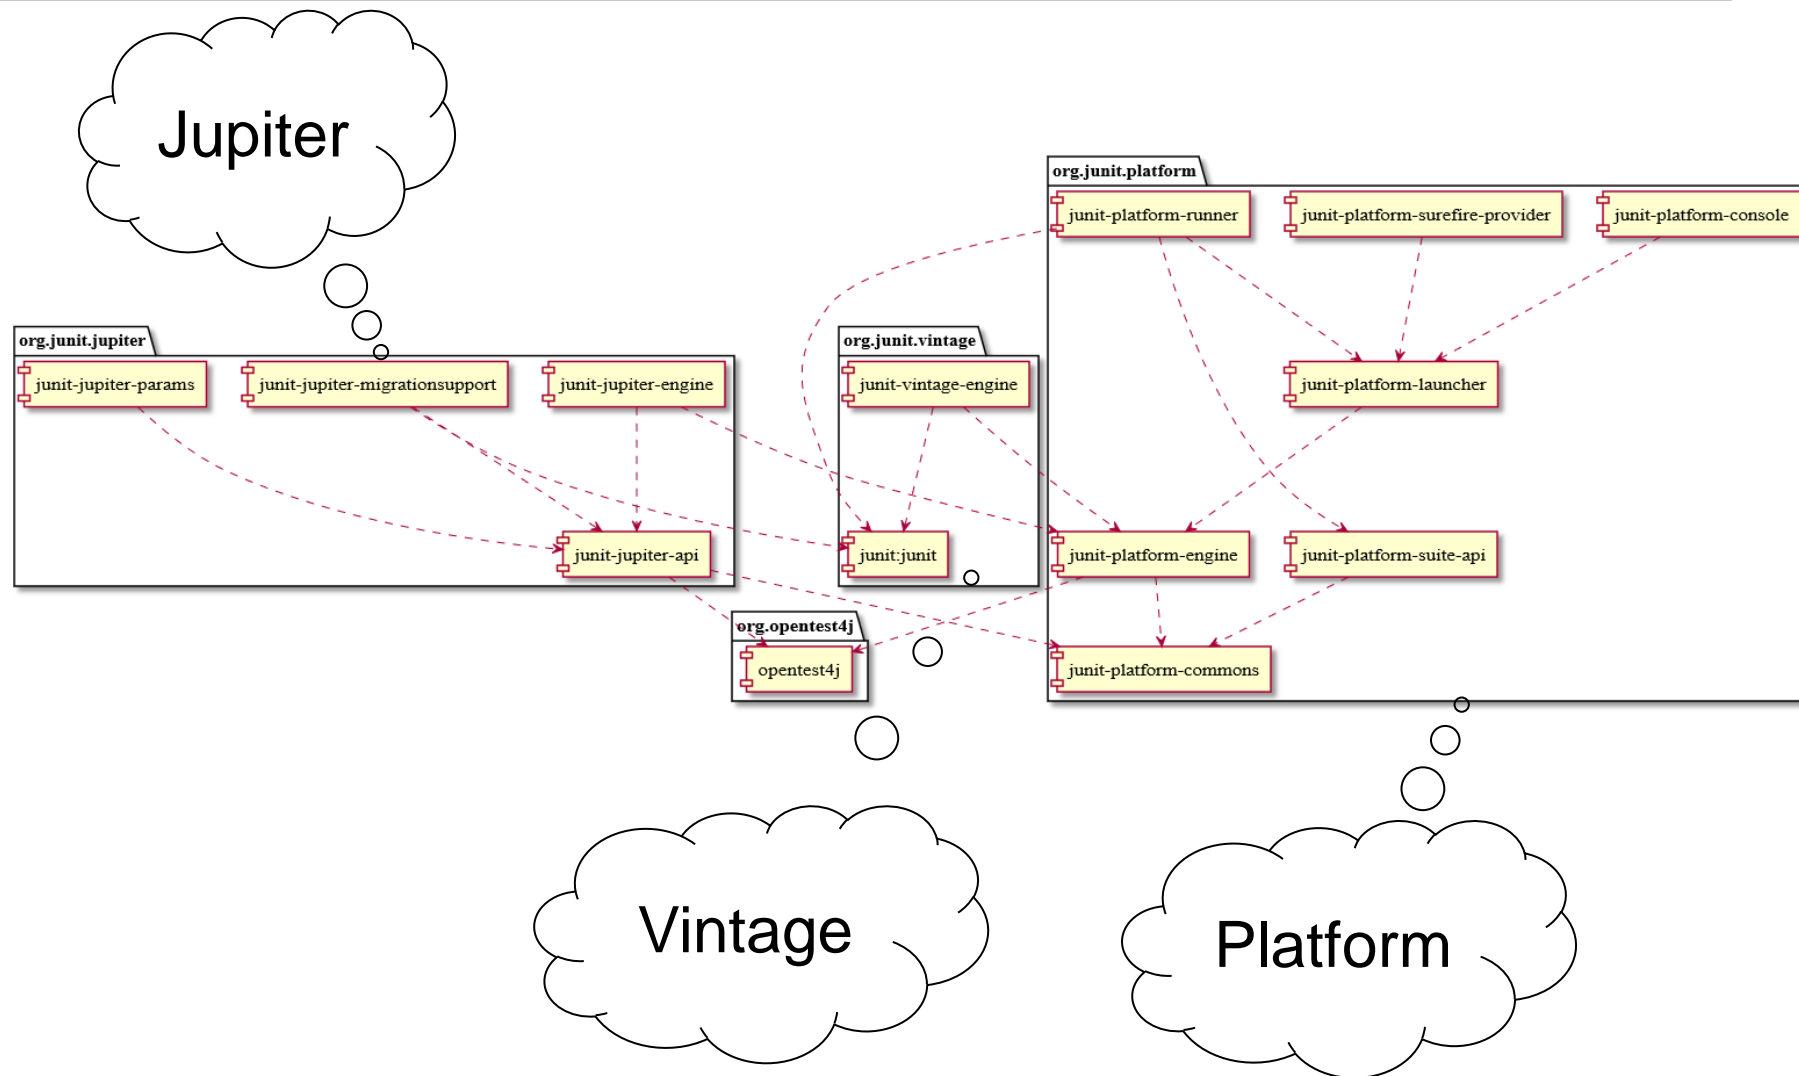 Jupiter
org.junit.platform
junit-platform-runner
junit-platform-surefire-provider
junit-platform-console
org.junit.jupiter
junit-jupiter-params
junit-jupiter-migrationsupport
junit-jupiter-engine
org.junit.vintage
junit-vintage-engine
junit-platform-launcher
junit-jupiter-api
junit:junit
junit-platform-engine
junit-platform-suite-api
org.opentest4j
opentest4j
junit-platform-commons
Vintage
Platform